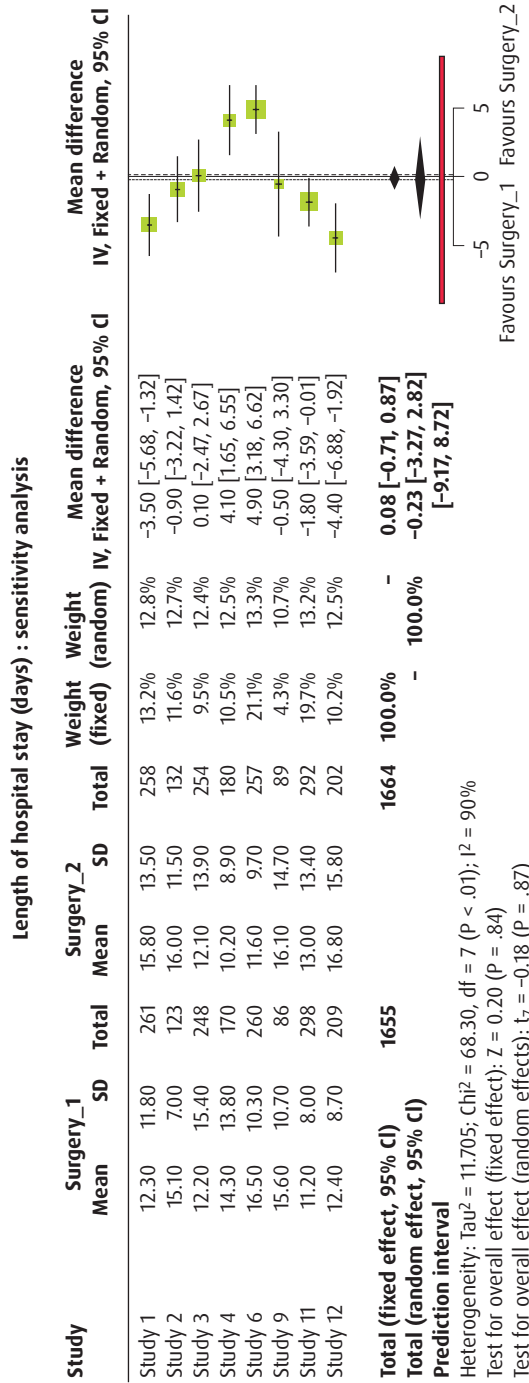 Length of hospital stay (days) : sensitivity analysis
Surgery_1 Surgery_2 Weight Weight Mean difference Mean difference
Study Mean SD Total Mean SD Total (fixed) (random) IV, Fixed + Random, 95% CI IV, Fixed + Random, 95% CI
Study 1 12.30 11.80 261 15.80 13.50 258 13.2% 12.8% −3.50 [−5.68, −1.32]
Study 2 15.10 7.00 123 16.00 11.50 132 11.6% 12.7% −0.90 [−3.22, 1.42]
Study 3 12.20 15.40 248 12.10 13.90 254 9.5% 12.4% 0.10 [−2.47, 2.67]
Study 4 14.30 13.80 170 10.20 8.90 180 10.5% 12.5% 4.10 [1.65, 6.55]
Study 6 16.50 10.30 260 11.60 9.70 257 21.1% 13.3% 4.90 [3.18, 6.62]
Study 9 15.60 10.70 86 16.10 14.70 89 4.3% 10.7% −0.50 [−4.30, 3.30]
Study 11 11.20 8.00 298 13.00 13.40 292 19.7% 13.2% −1.80 [−3.59, −0.01]
Study 12 12.40 8.70 209 16.80 15.80 202 10.2% 12.5% −4.40 [−6.88, −1.92]
Total (fixed effect, 95% CI) 1655 1664 100.0% – 0.08 [−0.71, 0.87]
Total (random effect, 95% CI) – 100.0% −0.23 [−3.27, 2.82]
Prediction interval [−9.17, 8.72]
Heterogeneity: Tau² = 11.705; Chi² = 68.30, df = 7 (P < .01); I² = 90%
Test for overall effect (fixed effect): Z = 0.20 (P = .84)
Test for overall effect (random effects): t₇ = −0.18 (P = .87)
−5 0 5
Favours Surgery_1 Favours Surgery_2